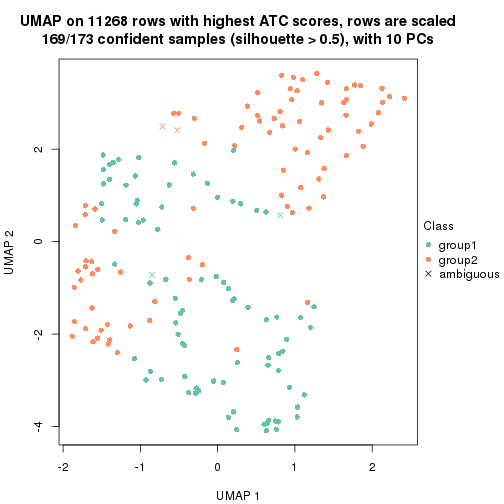 UMAP on 11268 rows with highest ATC scores, rows are scaled
169/173 confident samples (silhouette > 0.5), with 10 PCs
UMAP 2
2
0
-2
-4
-2
-1
0
1
2
UMAP 1
Class
group1
group2
ambiguous